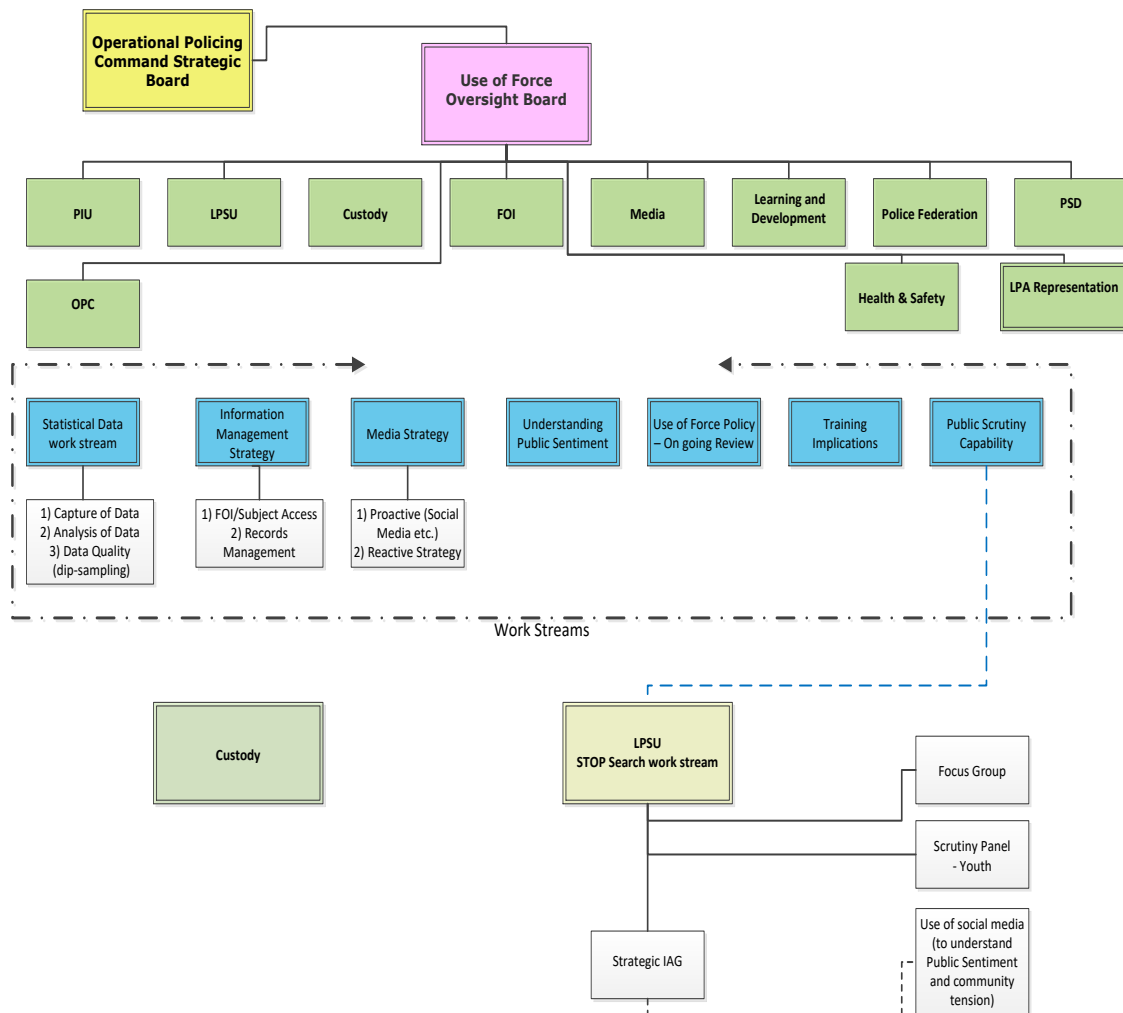 Operational Policing
Command Strategic
Board
Use of Force
Oversight Board
PIU
LPSU
Custody
FOI
Media
Learning and
Development
Police Federation
PSD
OPC
Health & Safety
LPA Representation
Statistical Data
work stream
Information
Management
Strategy
Media Strategy
Understanding
Public Sentiment
Use of Force Policy
– On going Review
Training
Implications
Public Scrutiny
Capability
1) Capture of Data
2) Analysis of Data
3) Data Quality
(dip-sampling)
1) FOI/Subject Access
2) Records
Management
1) Proactive (Social
Media etc.)
2) Reactive Strategy
Work Streams
Custody
LPSU
STOP Search work stream
Focus Group
Scrutiny Panel
- Youth
Strategic IAG
Use of social media
(to understand
Public Sentiment
and community
tension)